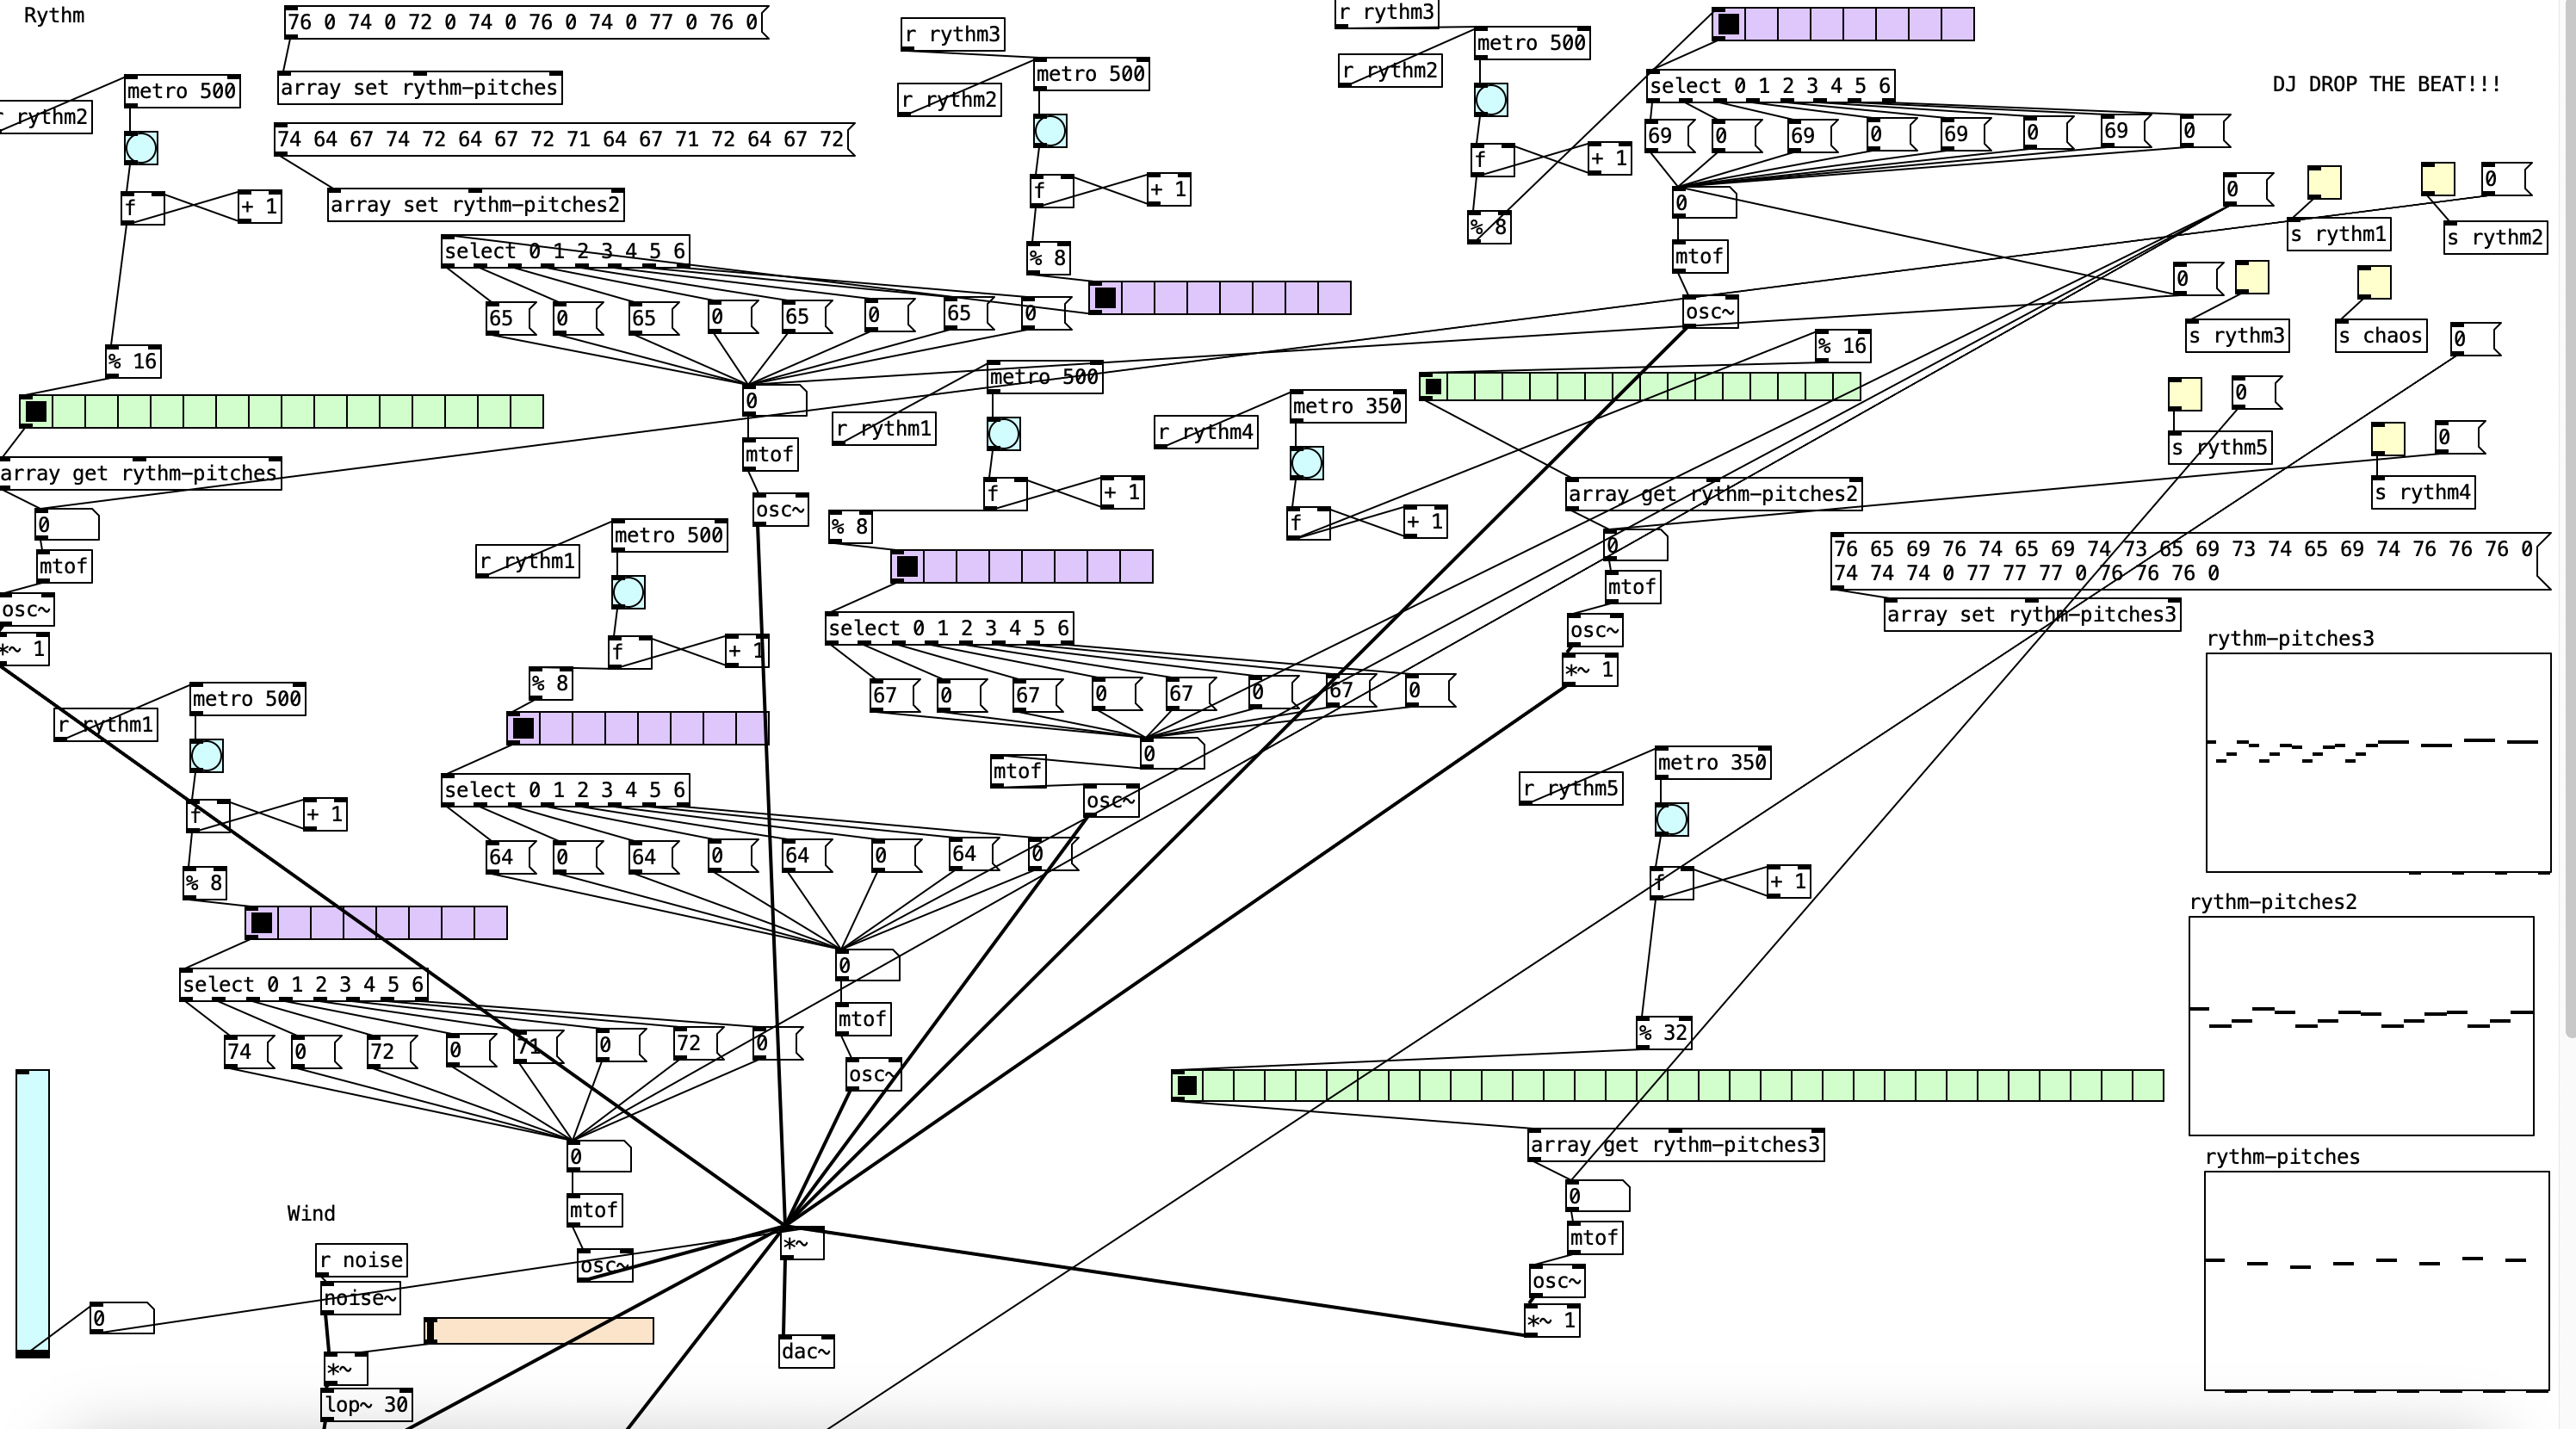 Rythm
76 0 74 0 72 0 74 0 76 0 74 0 77 0 76 0
metro 500
array set rythm-pitches
r rythm2
74 64 67 74 72 64 67 72 71 64 67 71 72 64 67 72
f
+ 1
array set rythm-pitches2
select 0 1 2 3 4 5 6
65
0
65
0
65
0
65
0
% 16
array get rythm-pitches
0
mtof
osc~
*~ 1
0
mtof
osc~
r rythm3
metro 500
r rythm2
f
+ 1
% 8
r rythm3
metro 500
r rythm2
f
+ 1
% 8
select 0 1 2 3 4 5 6
69
0
69
0
69
0
69
0
0
mtof
osc~
DJ DROP THE BEAT!!!
0
0
s rythm1
s rythm2
0
s rythm3
s chaos
0
0
s rythm5
0
s rythm4
metro 500
r rythm1
f
+ 1
% 8
select 0 1 2 3 4 5 6
67
0
67
0
67
0
67
0
0
mtof
osc~
metro 350
r rythm4
f
+ 1
% 16
array get rythm-pitches2
0
mtof
osc~
*~ 1
metro 500
r rythm1
f
+ 1
% 8
select 0 1 2 3 4 5 6
64
0
64
0
64
0
64
0
0
mtof
osc~
metro 500
r rythm1
f
+ 1
% 8
select 0 1 2 3 4 5 6
74
0
72
0
71
0
72
0
0
mtof
osc~
76 65 69 76 74 65 69 74 73 65 69 73 74 65 69 74 76 76 76 0
74 74 74 0 77 77 77 0 76 76 76 0
array set rythm-pitches3
rythm-pitches3
rythm-pitches2
rythm-pitches
metro 350
r rythm5
f
+ 1
% 32
array get rythm-pitches3
0
mtof
osc~
*~ 1
Wind
r noise
noise~
0
*~
lop~ 30
*~
dac~